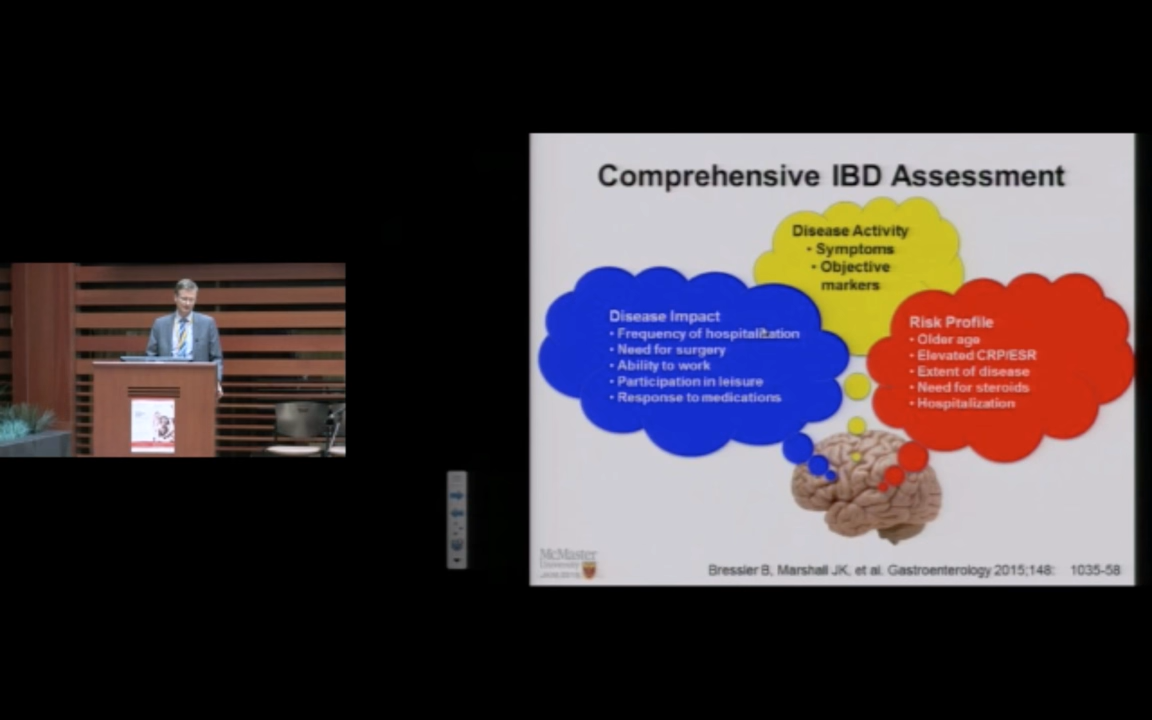 Comprehensive IBD Assessment
Disease Activity
• Symptoms
• Objective
markers
Disease Impact
• Frequency of hospitalization
• Need for surgery
• Ability to work
• Participation in leisure
• Response to medications
Risk Profile
• Older age
• Elevated CRP/ESR
• Extent of disease
• Need for steroids
• Hospitalization
McMaster
University
Bressler B, Marshall JK, et al. Gastroenterology 2015;148: 1035-58